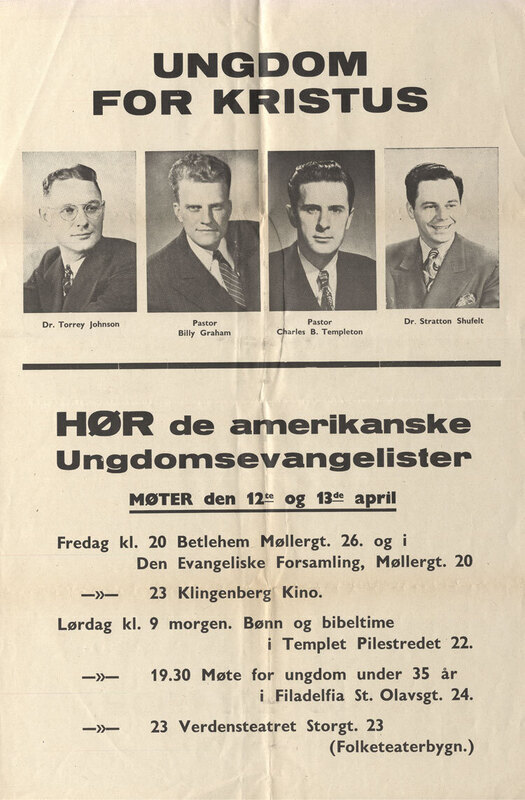 UNGDOM
FOR KRISTUS
Dr. Torrey Johnson
Pastor
Billy Graham
Pastor
Charles B. Templeton
Dr. Stratton Shufelt
HØR de amerikanske
Ungdomsevangelister
MØTER den 12te og 13de april
Fredag kl. 20 Betlehem Møllergt. 26. og i
Den Evangeliske Forsamling, Møllergt. 20
—»— 23 Klingenberg Kino.
Lørdag kl. 9 morgen. Bønn og bibeltime
i Templet Pilestredet 22.
—»— 19.30 Møte for ungdom under 35 år
i Filadelfia St. Olavsgt. 24.
—»— 23 Verdensteatret Storgt. 23
(Folketeaterbygn.)